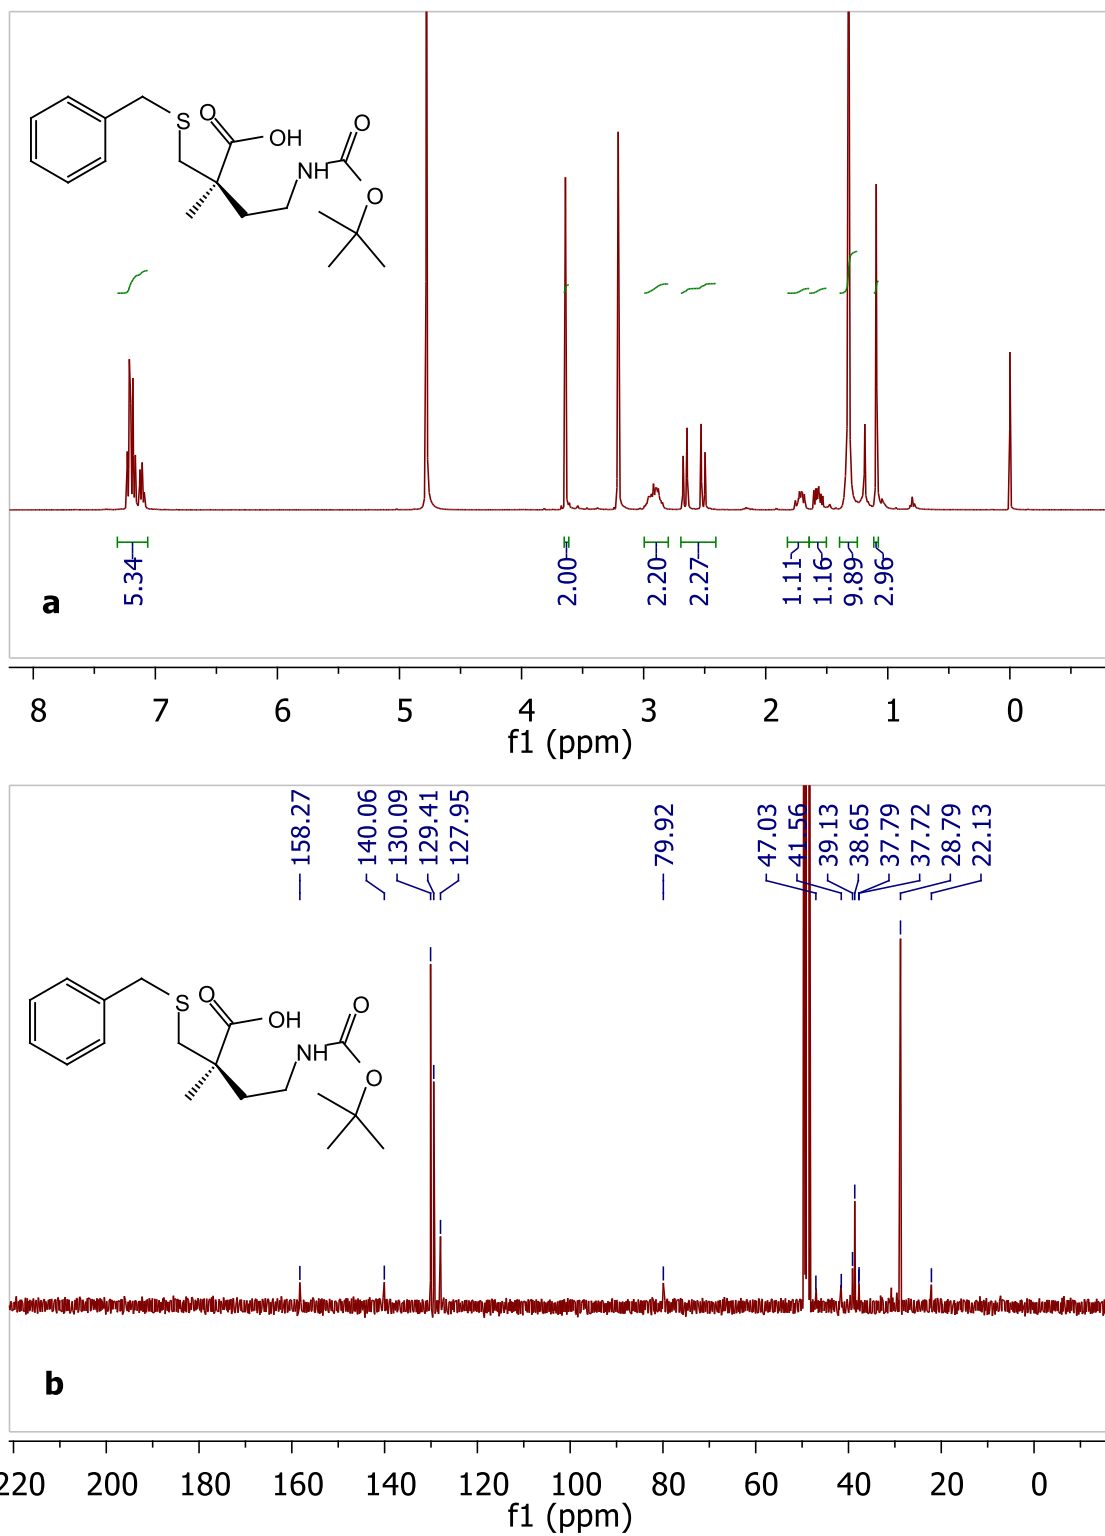 S
O
OH
O
NH
O
5.34
2.00
2.20
2.27
1.11
1.16
9.89
2.96
a
8 7 6 5 4 3 2 1 0
f1 (ppm)
158.27
140.06
130.09
129.41
127.95
79.92
47.03
41.56
39.13
38.65
37.79
37.72
28.79
22.13
S
O
OH
O
NH
O
b
220 200 180 160 140 120 100 80 60 40 20 0
f1 (ppm)